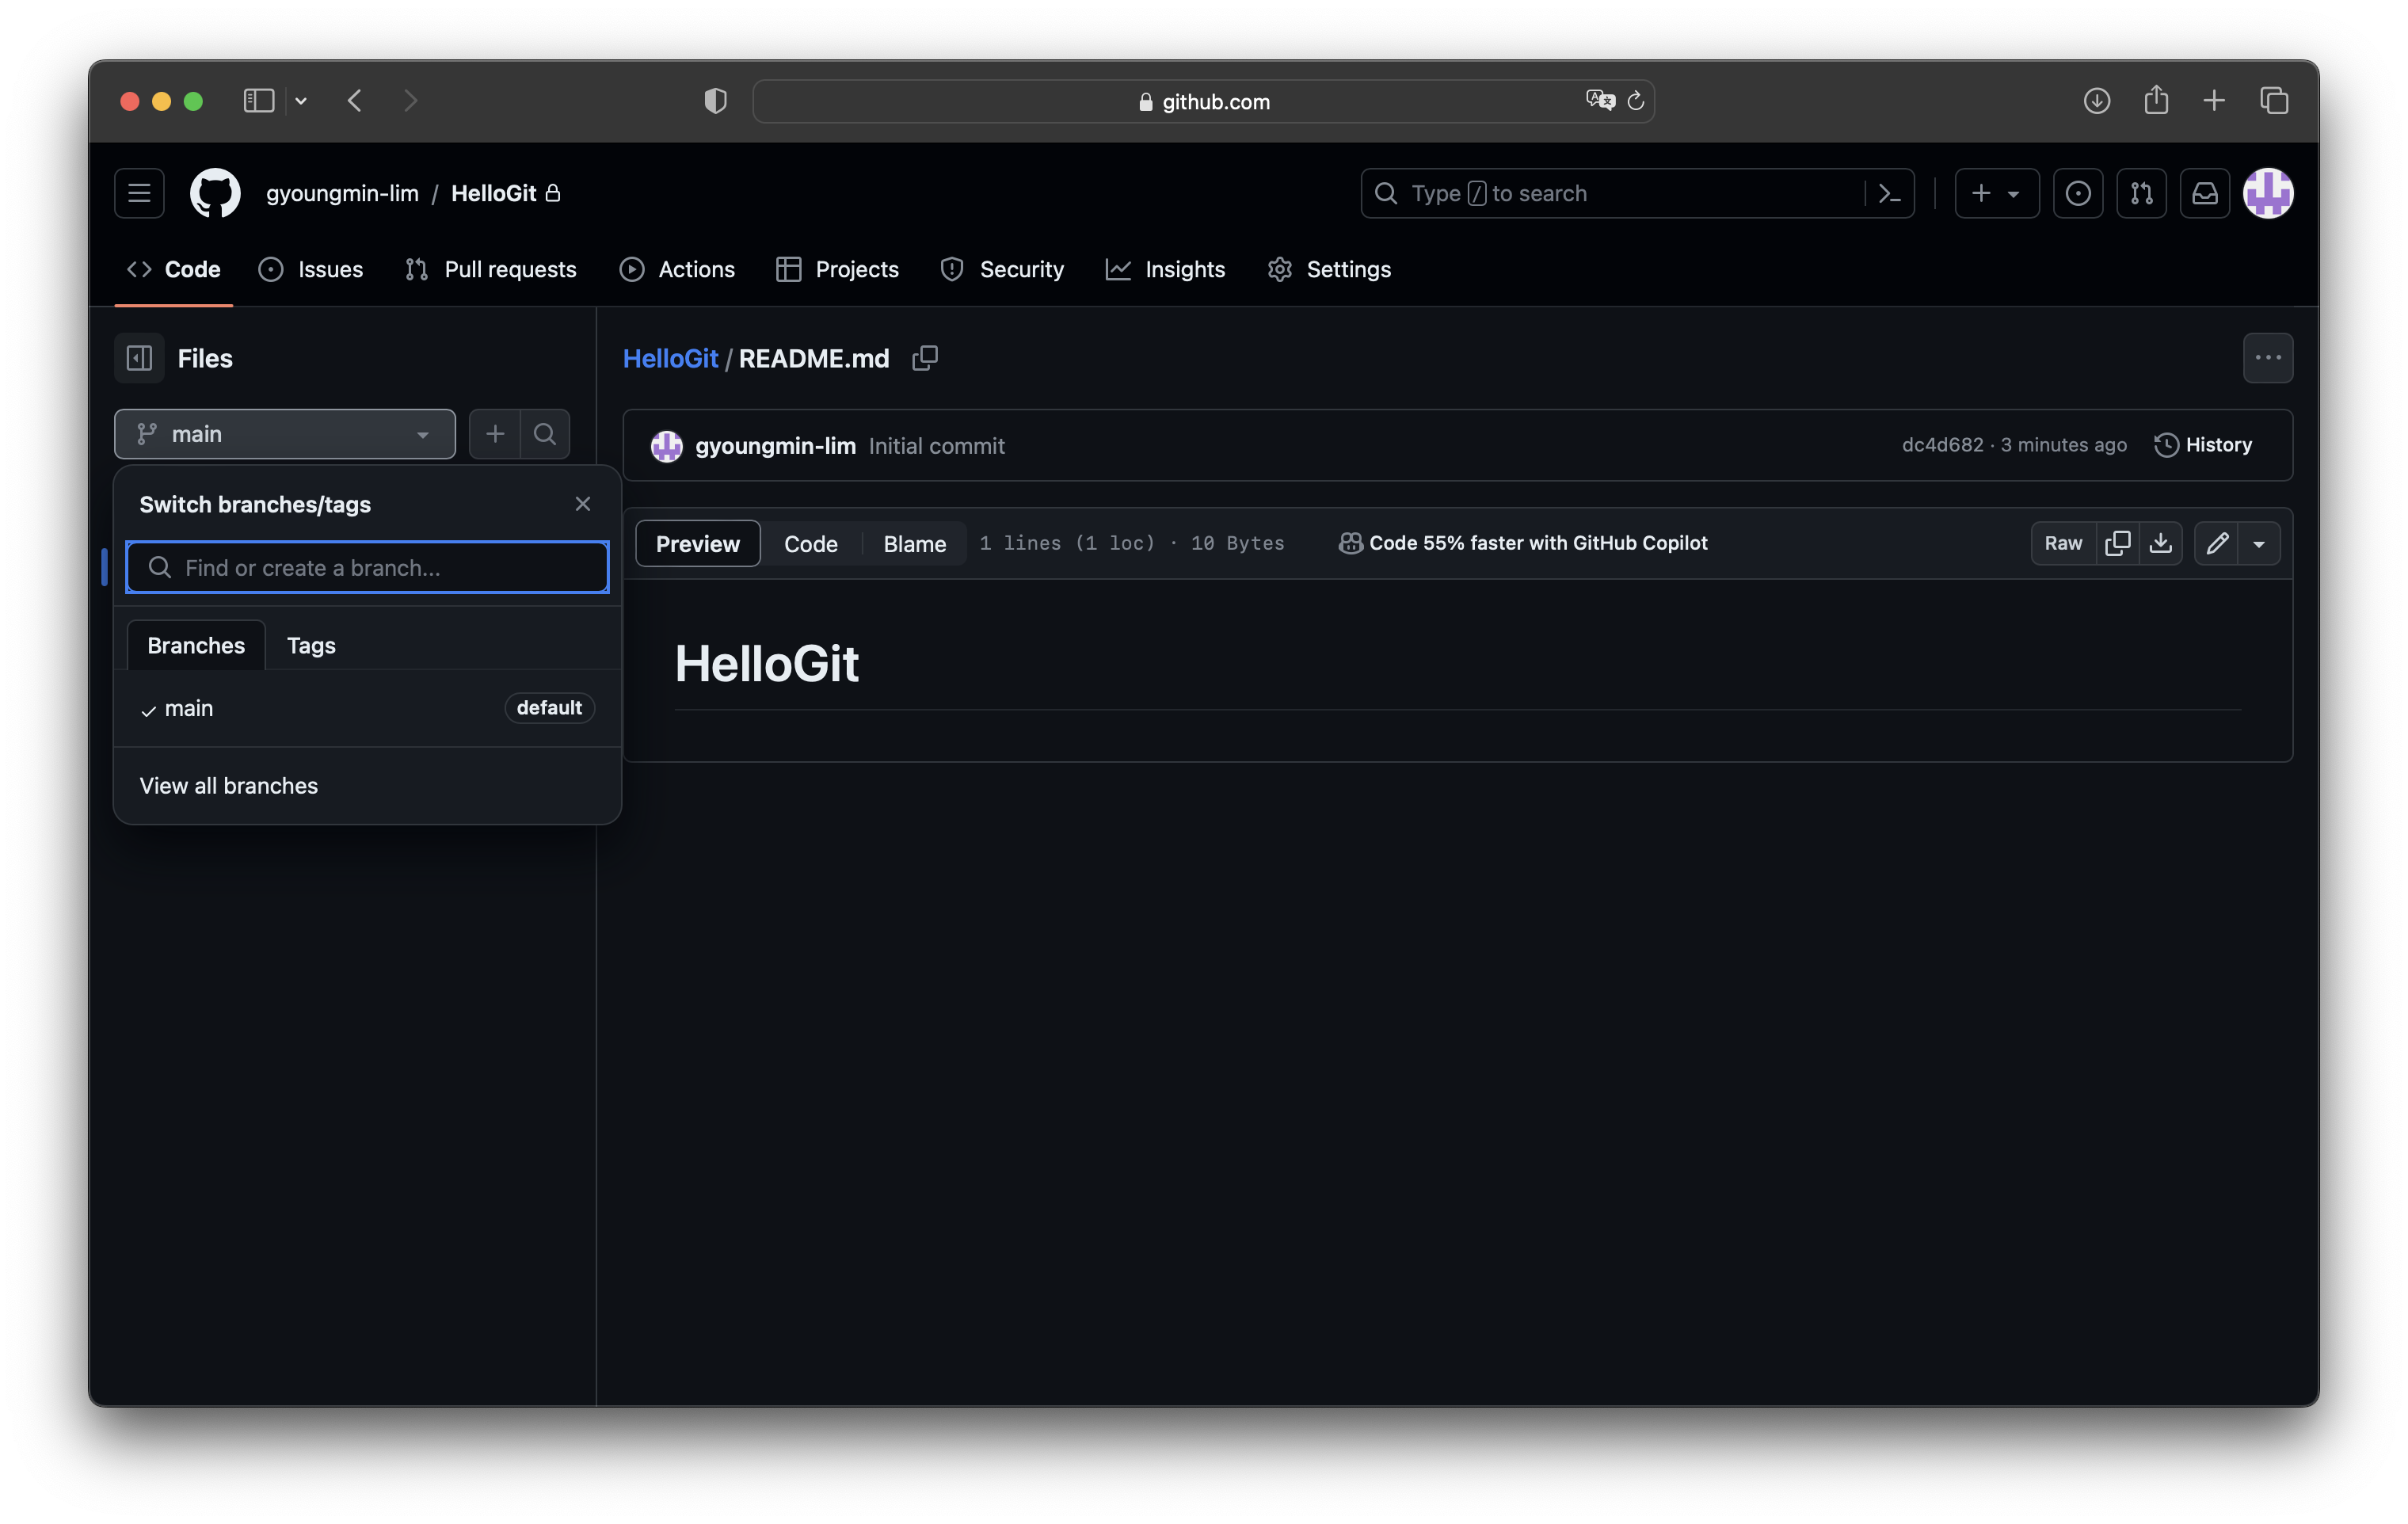 github.com
gyoungmin-lim / HelloGit
Type / to search
Code Issues Pull requests Actions Projects Security Insights Settings
Files
main
Switch branches/tags
Find or create a branch...
Branches Tags
main default
View all branches
HelloGit / README.md
gyoungmin-lim Initial commit dc4d682 · 3 minutes ago History
Preview Code Blame 1 lines (1 loc) · 10 Bytes Code 55% faster with GitHub Copilot Raw
HelloGit